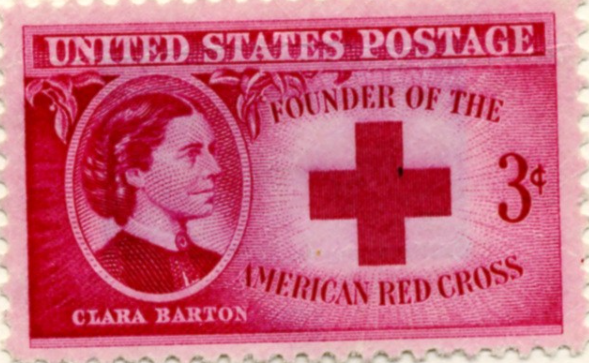 UNITED STATES POSTAGE
FOUNDER OF THE
3¢
AMERICAN RED CROSS
CLARA BARTON